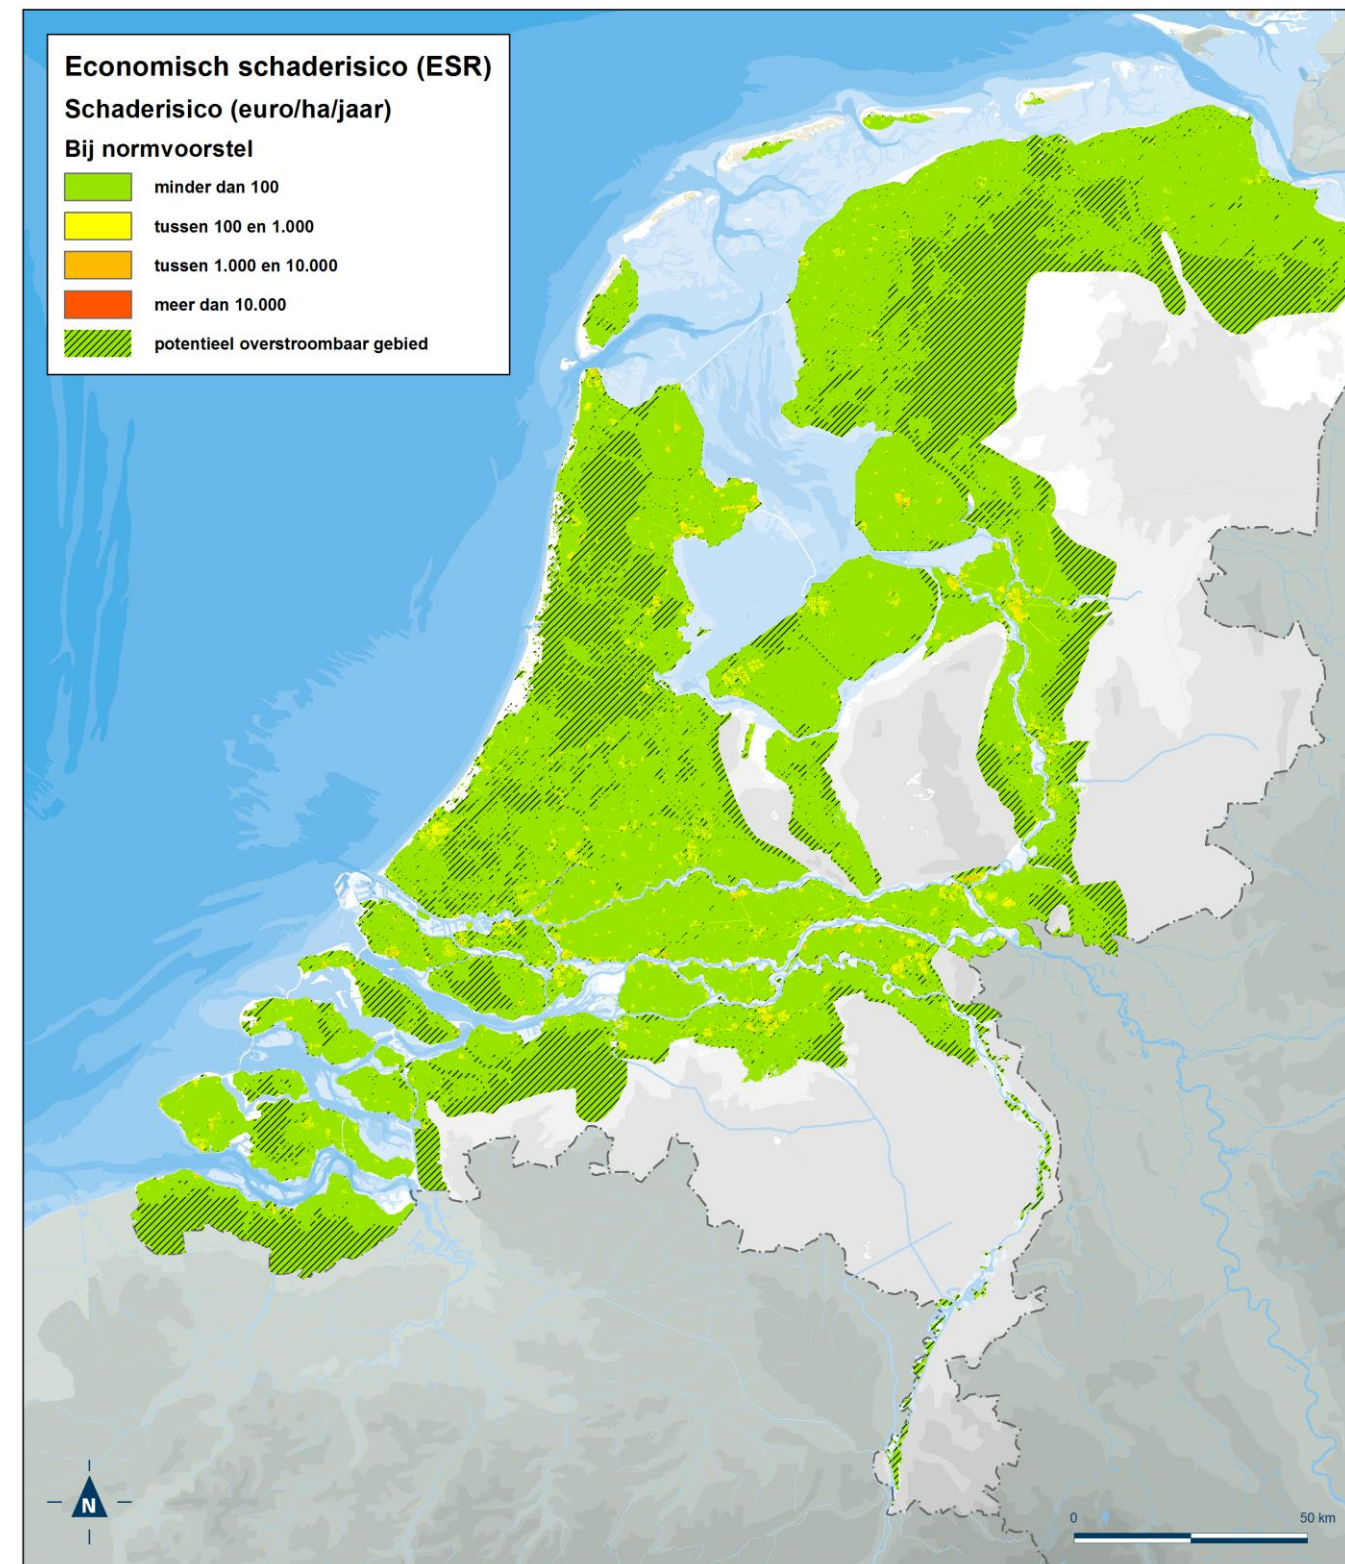 Economisch schaderisico (ESR)
Schaderisico (euro/ha/jaar)
Bij normvoorstel
minder dan 100
tussen 100 en 1.000
tussen 1.000 en 10.000
meer dan 10.000
potentieel overstroombaar gebied
N
0 50 km